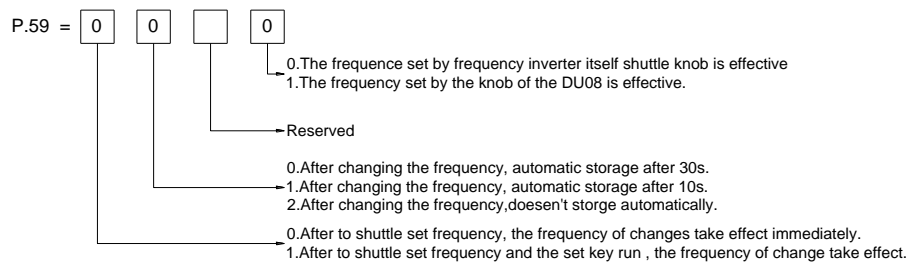 P.59 = 0 0 0
0.The frequence set by frequency inverter itself shuttle knob is effective
1.The frequency set by the knob of the DU08 is effective.
Reserved
0.After changing the frequency, automatic storage after 30s.
1.After changing the frequency, automatic storage after 10s.
2.After changing the frequency,doesen't storge automatically.
0.After to shuttle set frequency, the frequency of changes take effect immediately.
1.After to shuttle set frequency and the set key run , the frequency of change take effect.